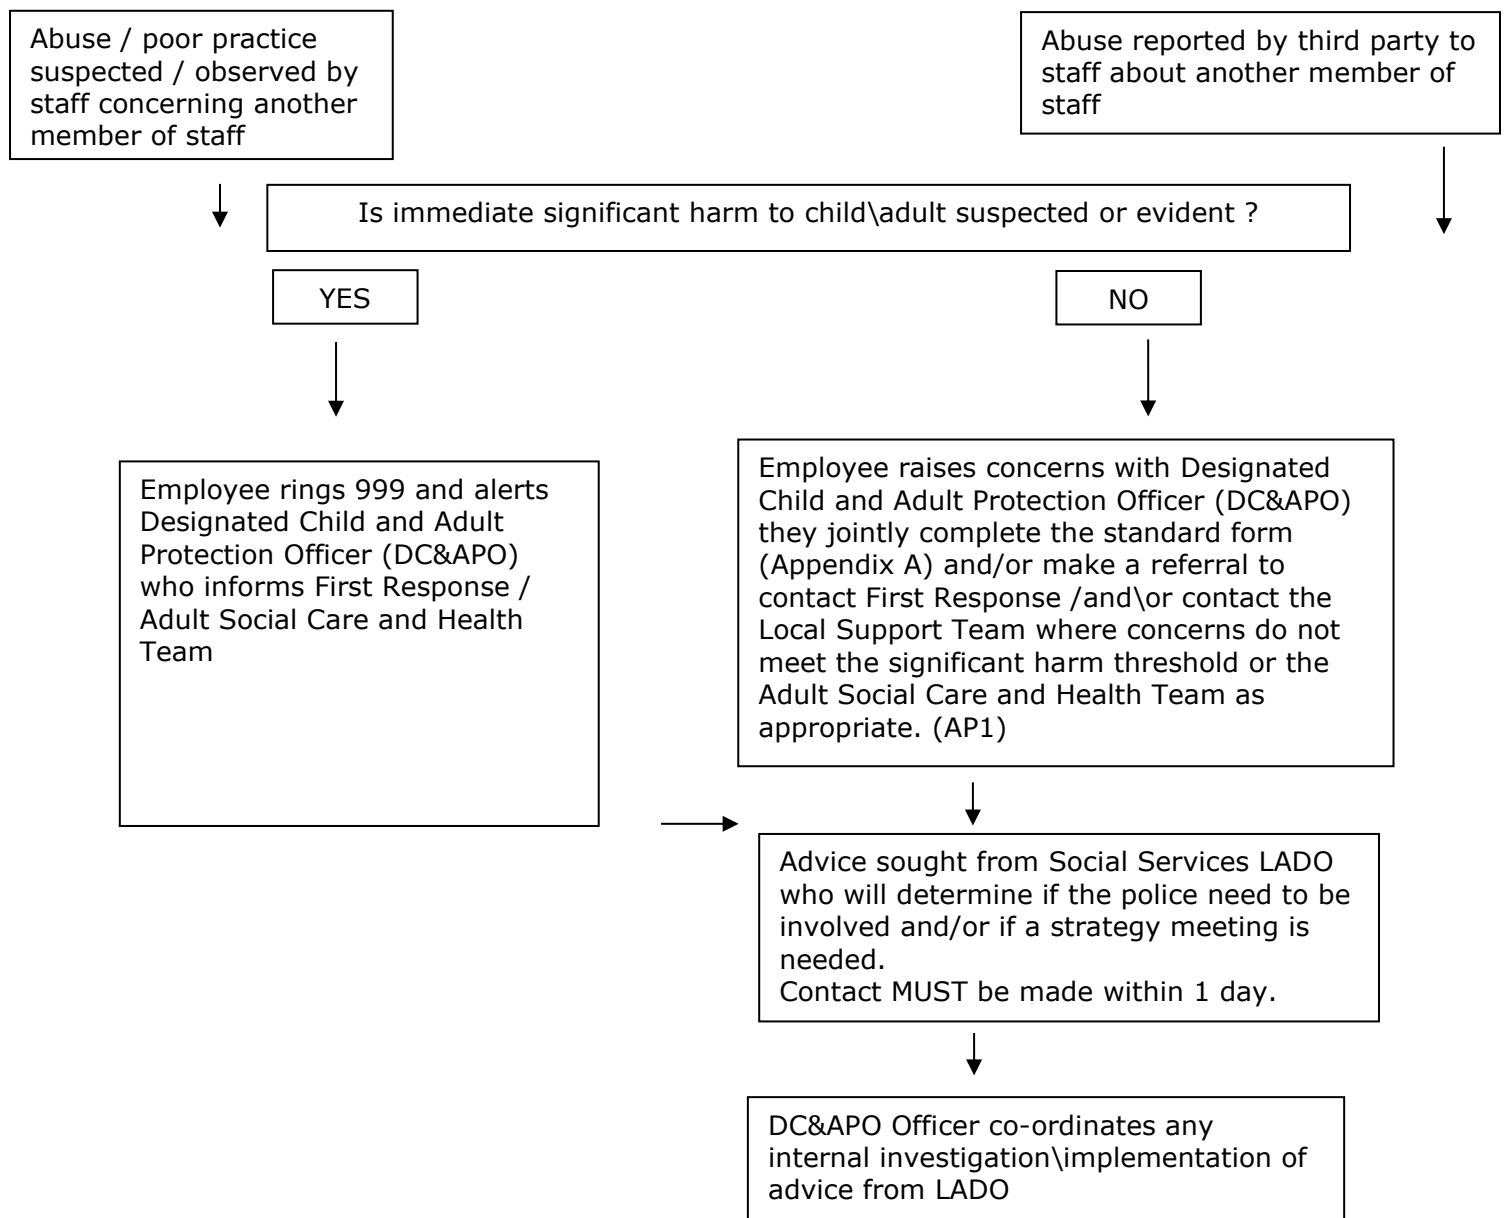 Abuse / poor practice
suspected / observed by
staff concerning another
member of staff
Abuse reported by third party to
staff about another member of
staff
Is immediate significant harm to child\adult suspected or evident ?
YES
NO
Employee rings 999 and alerts
Designated Child and Adult
Protection Officer (DC&APO)
who informs First Response /
Adult Social Care and Health
Team
Employee raises concerns with Designated
Child and Adult Protection Officer (DC&APO)
they jointly complete the standard form
(Appendix A) and/or make a referral to
contact First Response /and\or contact the
Local Support Team where concerns do not
meet the significant harm threshold or the
Adult Social Care and Health Team as
appropriate. (AP1)
Advice sought from Social Services LADO
who will determine if the police need to be
involved and/or if a strategy meeting is
needed.
Contact MUST be made within 1 day.
DC&APO Officer co-ordinates any
internal investigation\implementation of
advice from LADO